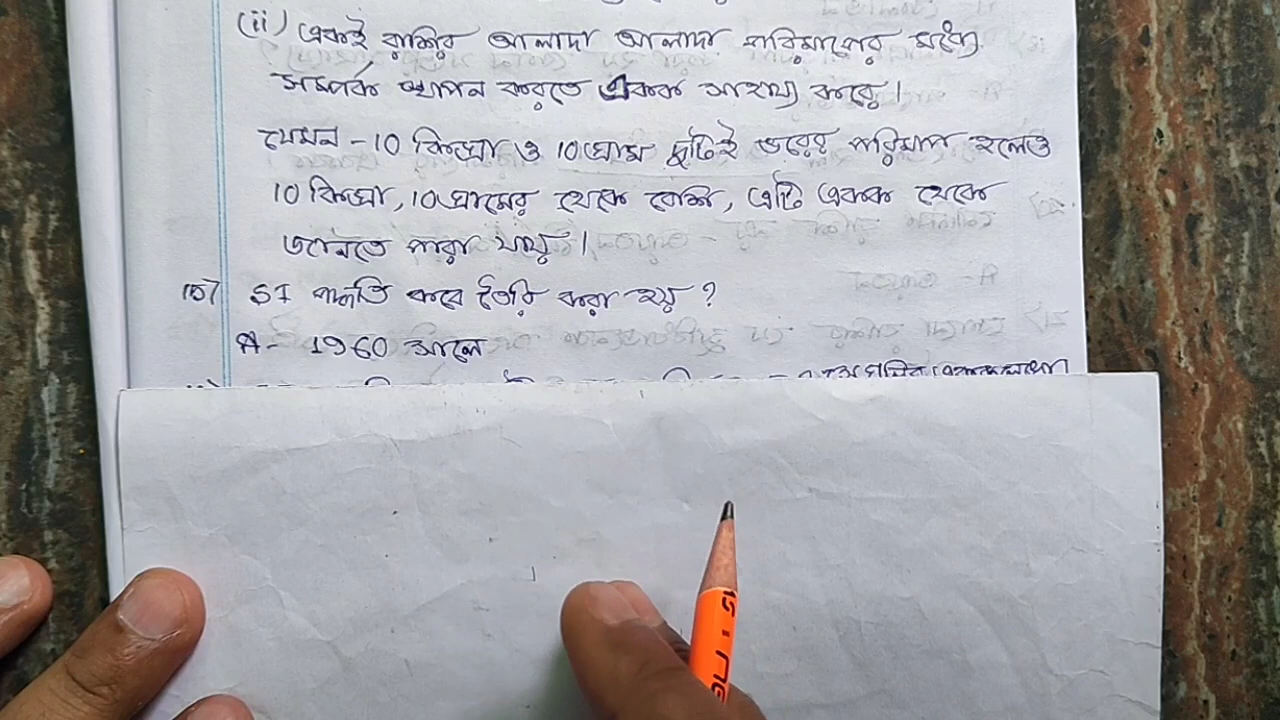 (ii) একই রাশির আলাদা আলাদা পরিমাপের মধ্যে
সম্পর্ক স্থাপন করতে একক সাহায্য করে।
যেমন - 10 কিগ্রা ও 10 গ্রাম দুটিই ভরের পরিমাপ হলেও
10 কিগ্রা, 10 গ্রামের থেকে বেশি, এটি একক থেকে
জানতে পারা যায়।
15) SI পদ্ধতি কবে তৈরি করা হয়?
A - 1960 সালে